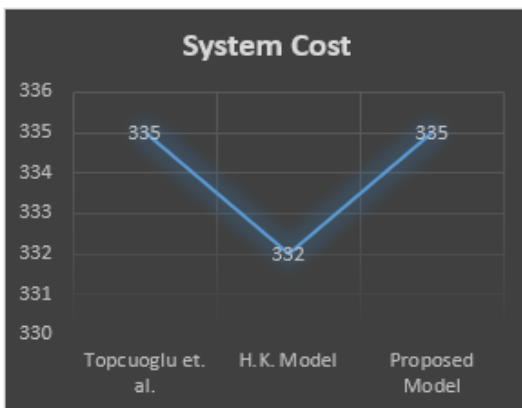 System Cost
336
335
334
333
332
331
330
335
332
335
Topcuoglu et.
al.
H.K. Model
Proposed
Model